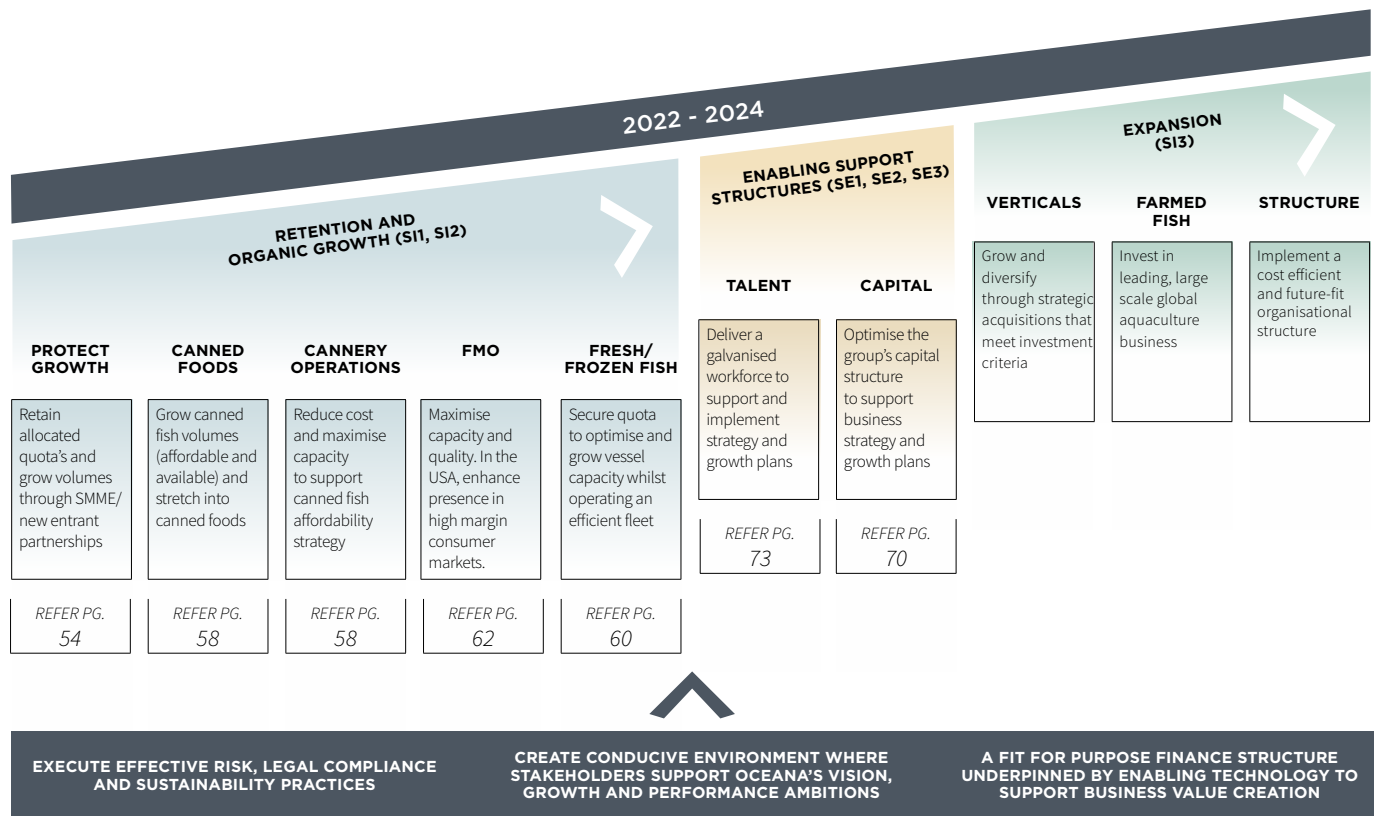 2022 - 2024
RETENTION AND
ORGANIC GROWTH (SI1, SI2)
PROTECT
GROWTH
Retain
allocated
quota's and
grow volumes
through SMME/
new entrant
partnerships
REFER PG.
54
CANNED
FOODS
Grow canned
fish volumes
(affordable and
available) and
stretch into
canned foods
REFER PG.
58
CANNERY
OPERATIONS
Reduce cost
and maximise
capacity
to support
canned fish
affordability
strategy
REFER PG.
58
FMO
Maximise
capacity and
quality. In the
USA, enhance
presence in
high margin
consumer
markets.
REFER PG.
62
FRESH/
FROZEN FISH
Secure quota
to optimise and
grow vessel
capacity whilst
operating an
efficient fleet
REFER PG.
60
ENABLING SUPPORT
STRUCTURES (SE1, SE2, SE3)
TALENT
Deliver a
galvanised
workforce to
support and
implement
strategy and
growth plans
REFER PG.
73
CAPITAL
Optimise the
group's capital
structure
to support
business
strategy and
growth plans
REFER PG.
70
EXPANSION
(SI3)
VERTICALS
Grow and
diversify
through strategic
acquisitions that
meet investment
criteria
FARMED
FISH
Invest in
leading, large
scale global
aquaculture
business
STRUCTURE
Implement a
cost efficient
and future-fit
organisational
structure
EXECUTE EFFECTIVE RISK, LEGAL COMPLIANCE
AND SUSTAINABILITY PRACTICES
CREATE CONDUCIVE ENVIRONMENT WHERE
STAKEHOLDERS SUPPORT OCEANA'S VISION,
GROWTH AND PERFORMANCE AMBITIONS
A FIT FOR PURPOSE FINANCE STRUCTURE
UNDERPINNED BY ENABLING TECHNOLOGY TO
SUPPORT BUSINESS VALUE CREATION